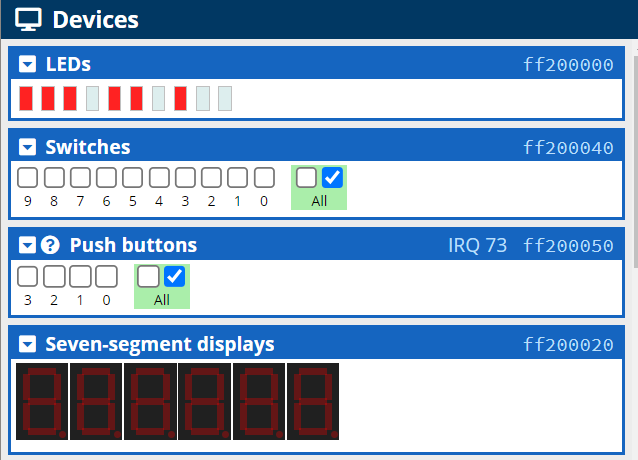 Devices
LEDs ff200000
Switches ff200040
9 8 7 6 5 4 3 2 1 0 All
? Push buttons IRQ 73 ff200050
3 2 1 0 All
Seven-segment displays ff200020